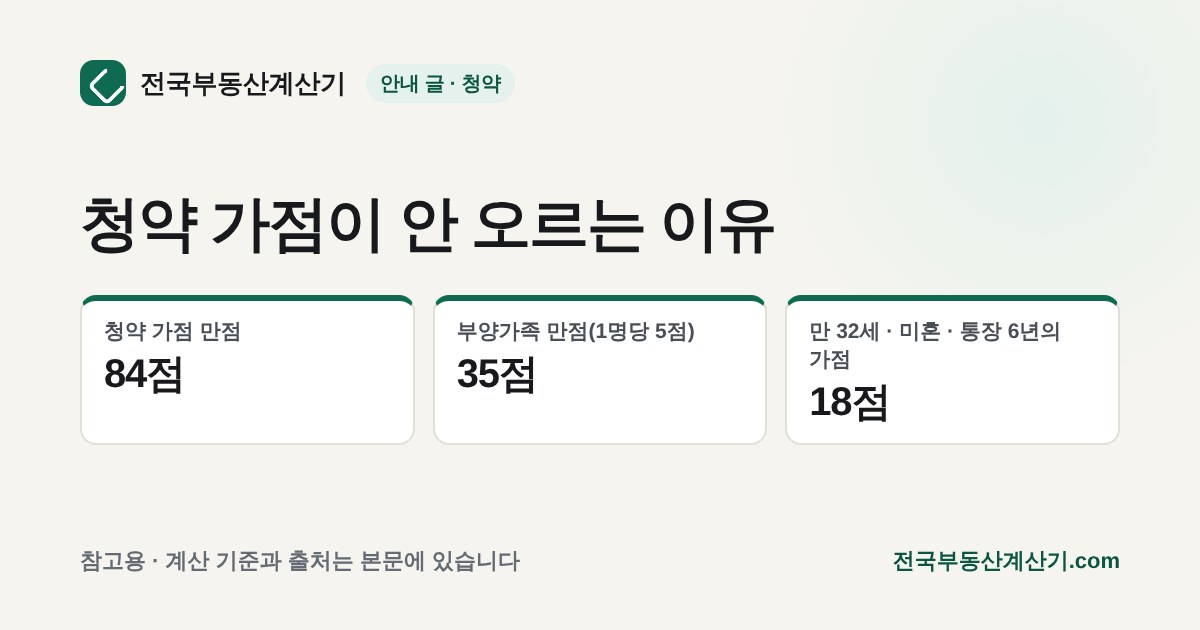 전국부동산계산기
안내 글 · 청약
청약 가점이 안 오르는 이유
청약 가점 만점
84점
부양가족 만점(1명당 5점)
35점
만 32세 · 미혼 · 통장 6년의
가점
18점
참고용 · 계산 기준과 출처는 본문에 있습니다
전국부동산계산기.com